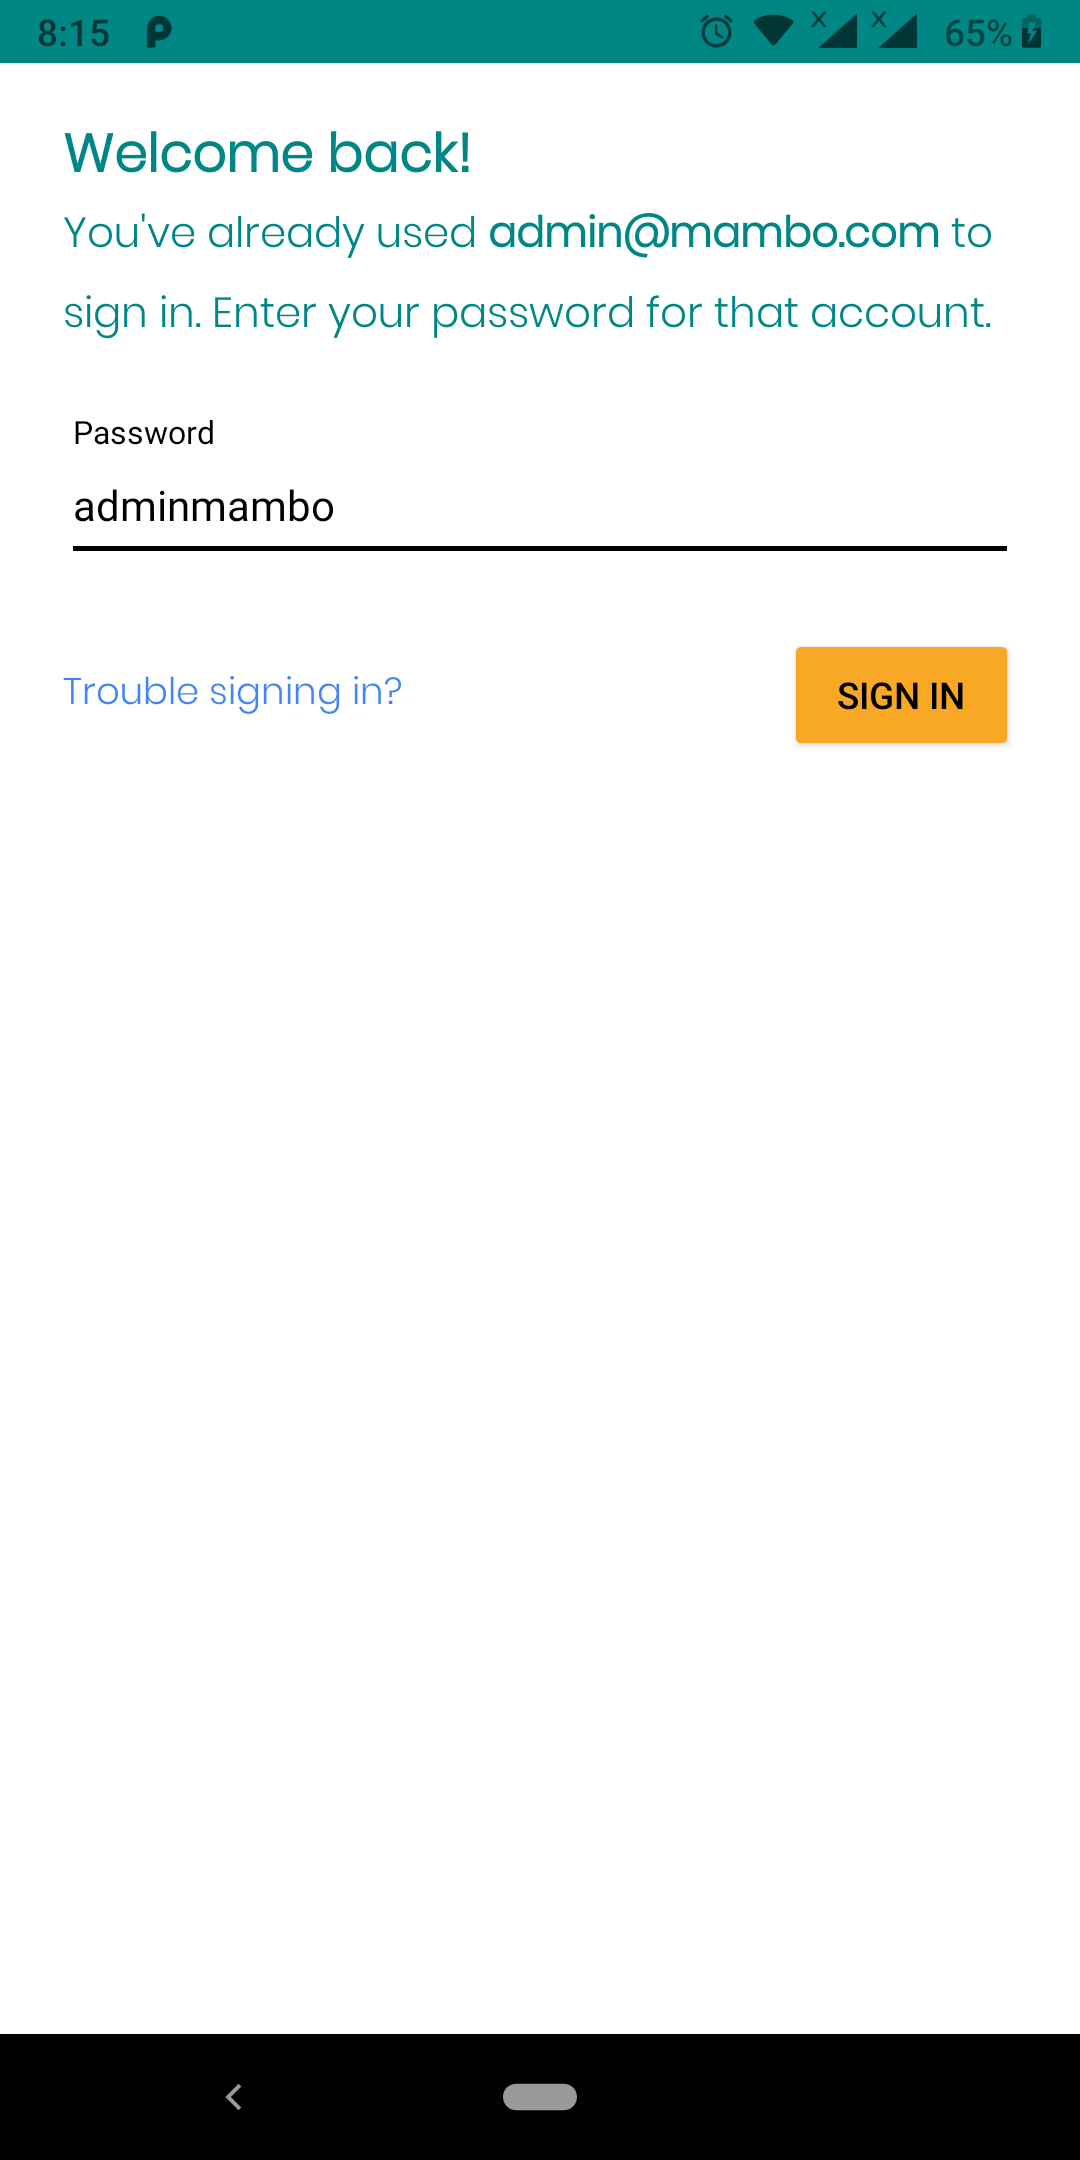 8:15
65%
Welcome back!
You've already used admin@mambo.com to
sign in. Enter your password for that account.
Password
adminmambo
Trouble signing in?
SIGN IN